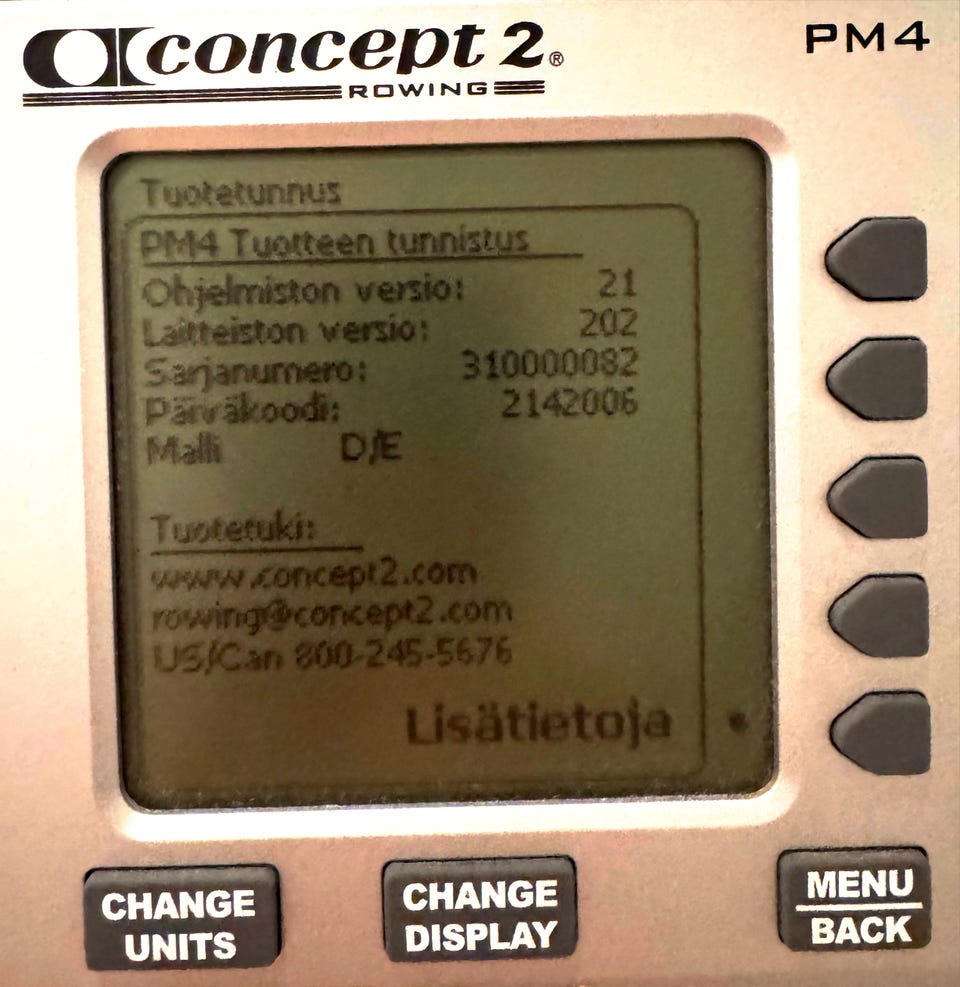 concept 2®
ROWING
PM4
Tuotetunnus
PM4 Tuotteen tunnistus
Ohjelmiston versio: 21
Laitteiston versio: 202
Sarjanumero: 310000082
Päiväkoodi: 2142006
Malli D/E
Tuotetuki:
www.concept2.com
rowing@concept2.com
US/Can 800-245-5676
Lisätietoja
CHANGE
UNITS
CHANGE
DISPLAY
MENU
BACK